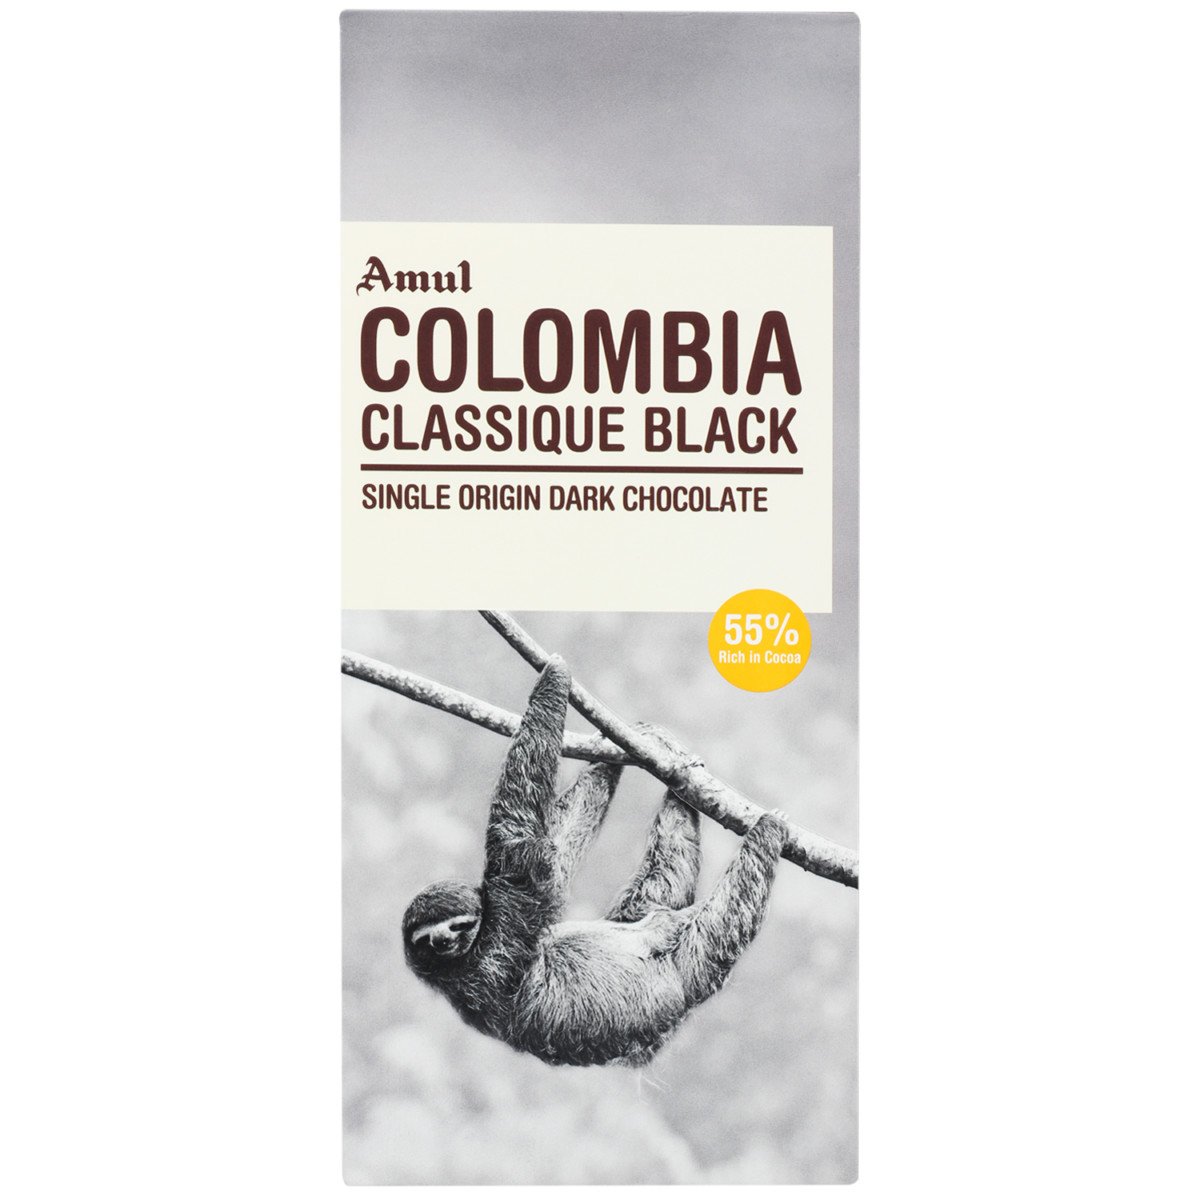 Amul
COLOMBIA
CLASSIQUE BLACK
SINGLE ORIGIN DARK CHOCOLATE
55%
Rich in Cocoa